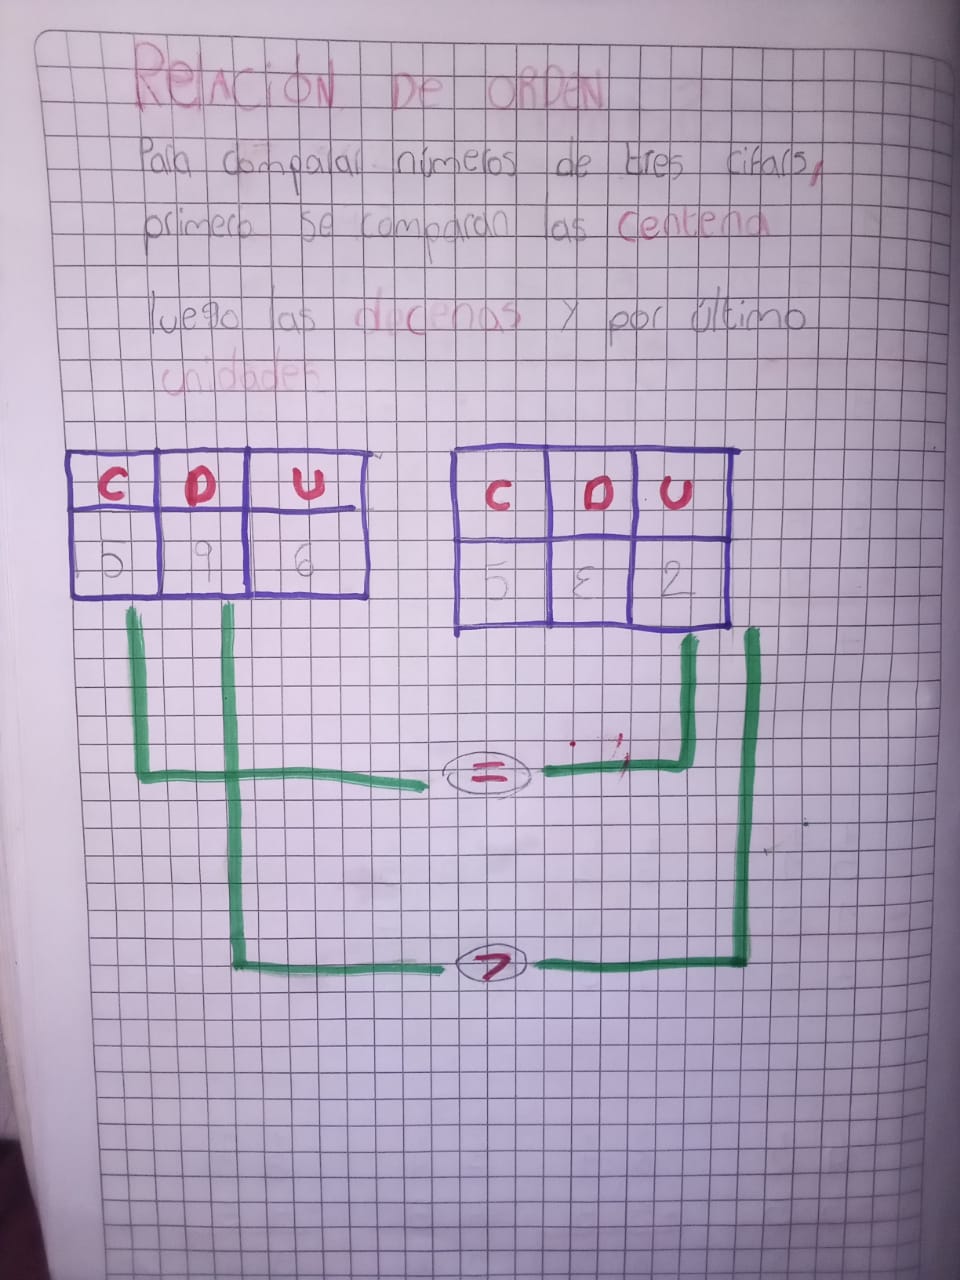 RelACIÓN De ORDEN
Para comparar números de tres cifars,
primero se comparan las centena
luego las decenas y por último
unidades
C D U
5 9 6
C D U
5 3 2
=
>